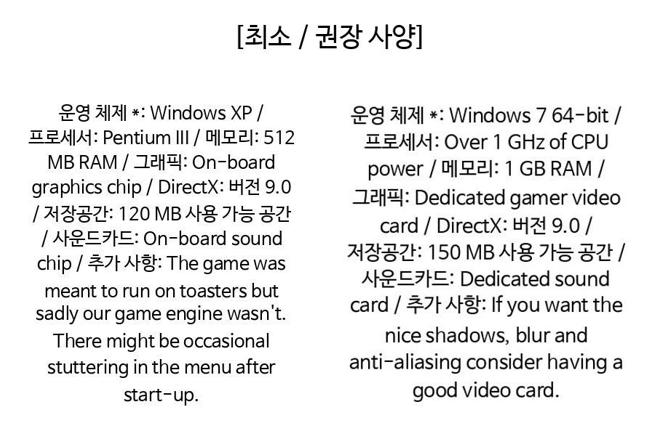 [최소 / 권장 사양]
운영 체제 *: Windows XP /
프로세서: Pentium III / 메모리: 512
MB RAM / 그래픽: On-board
graphics chip / DirectX: 버전 9.0
/ 저장공간: 120 MB 사용 가능 공간
/ 사운드카드: On-board sound
chip / 추가 사항: The game was
meant to run on toasters but
sadly our game engine wasn't.
There might be occasional
stuttering in the menu after
start-up.
운영 체제 *: Windows 7 64-bit /
프로세서: Over 1 GHz of CPU
power / 메모리: 1 GB RAM /
그래픽: Dedicated gamer video
card / DirectX: 버전 9.0 /
저장공간: 150 MB 사용 가능 공간 /
사운드카드: Dedicated sound
card / 추가 사항: If you want the
nice shadows, blur and
anti-aliasing consider having a
good video card.